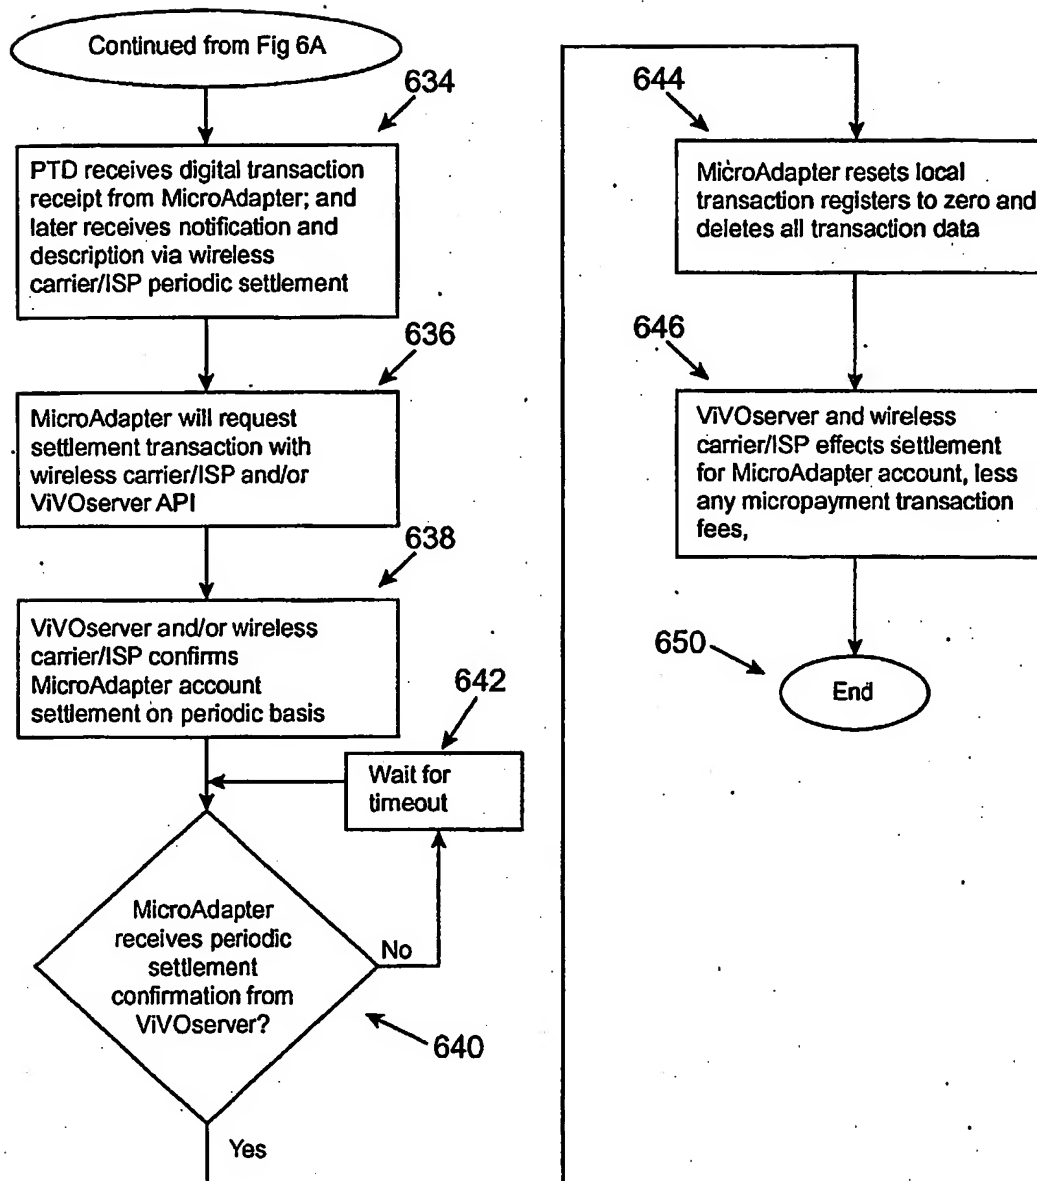 Continued from Fig 6A
634
PTD receives digital transaction
receipt from MicroAdapter; and
later receives notification and
description via wireless
carrier/ISP periodic settlement
636
MicroAdapter will request
settlement transaction with
wireless carrier/ISP and/or
ViVOserver API
638
ViVOserver and/or wireless
carrier/ISP confirms
MicroAdapter account
settlement on periodic basis
642
Wait for
timeout
MicroAdapter
receives periodic
settlement
confirmation from
ViVOserver?
No
640
Yes
644
MicroAdapter resets local
transaction registers to zero and
deletes all transaction data
646
ViVOserver and wireless
carrier/ISP effects settlement
for MicroAdapter account, less
any micropayment transaction
fees,
650
End